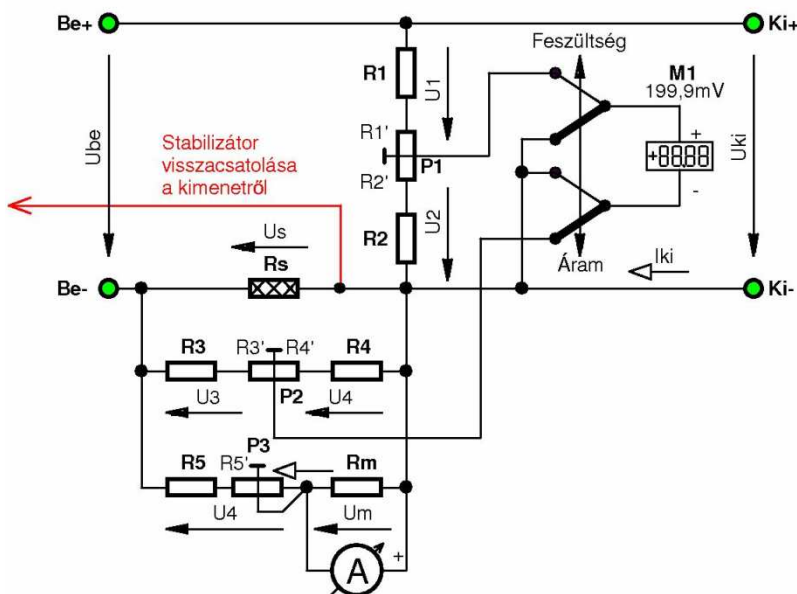 Be+
Ki+
Feszültség
R1
U1
M1
199,9mV
Ube
Stabilizátor
visszacsatolása
a kimenetről
R1'
P1
+88.88
+
Uki
R2'
-
Us
R2
U2
Rs
Áram
Iki
Be-
Ki-
R3
R3'
R4'
R4
U3
P2
U4
P3
R5
R5'
Rm
U4
Um
A
+